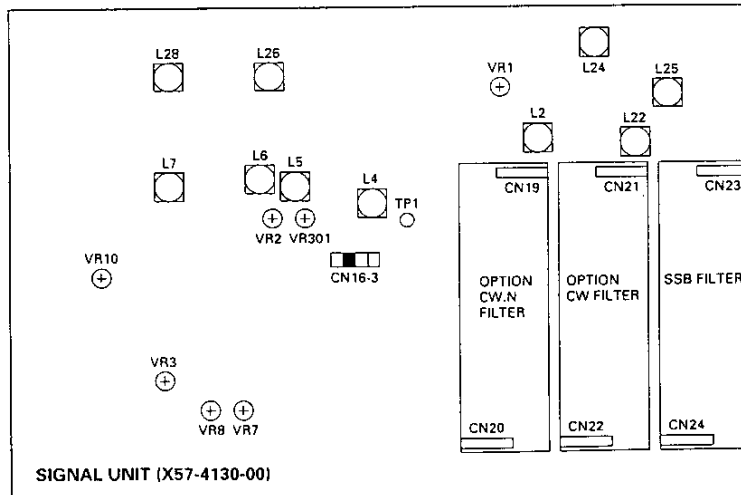 L28
L26
VR1
L24
L25
L2
L22
L7
L6
L5
L4
TP1
VR2
VR301
CN19
CN21
CN23
VR10
CN16-3
OPTION
CW.N
FILTER
OPTION
CW FILTER
SSB FILTER
VR3
VR8
VR7
CN20
CN22
CN24
SIGNAL UNIT (X57-4130-00)